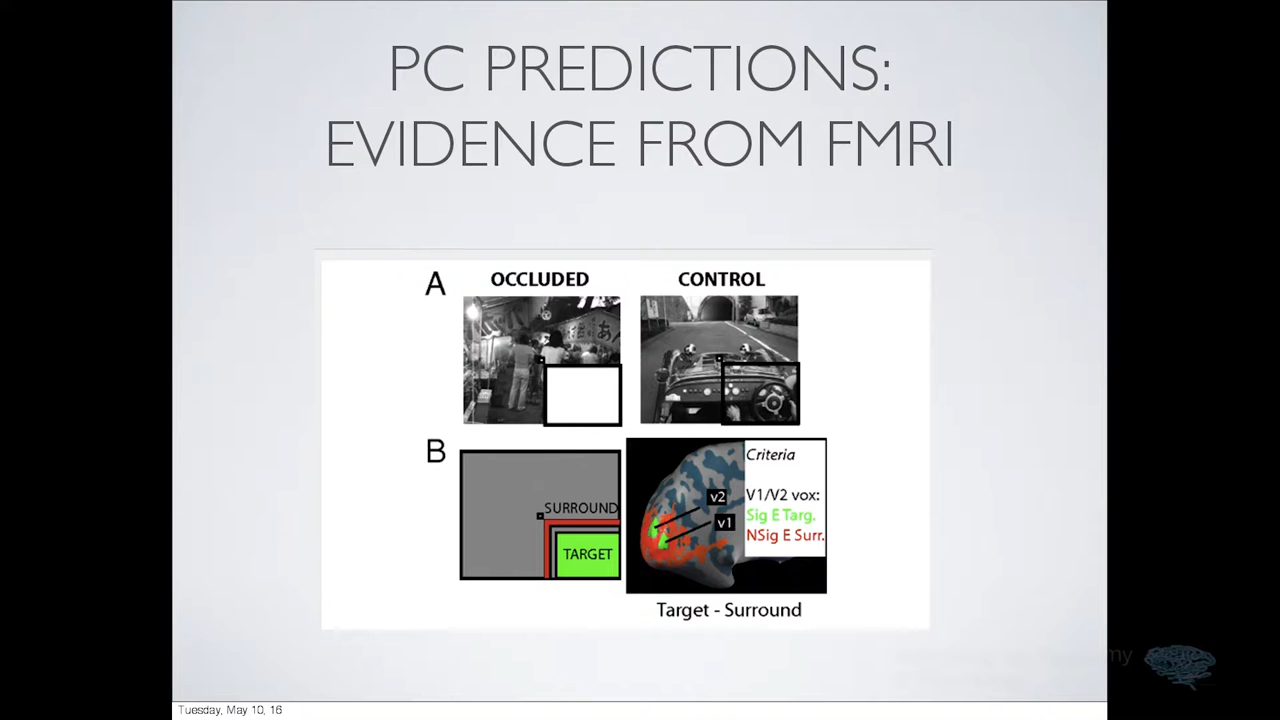 PC PREDICTIONS:
EVIDENCE FROM FMRI
A
OCCLUDED
CONTROL
B
SURROUND
TARGET
v2
v1
Criteria
V1/V2 vox:
Sig E Targ.
NSig E Surr.
Target - Surround
my
Tuesday, May 10, 16